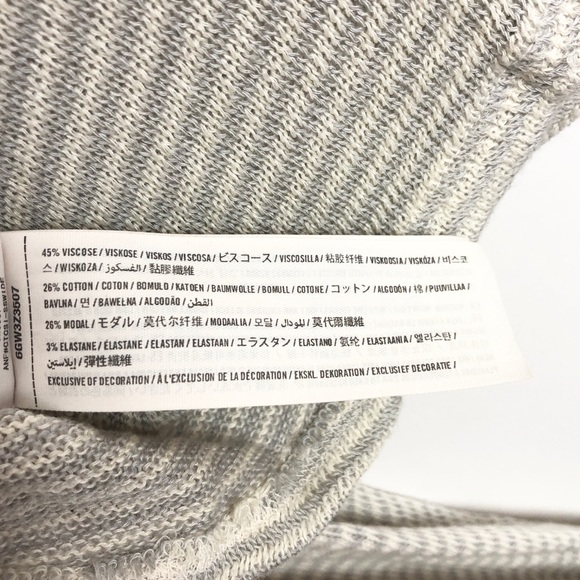 45% VISCOSE / VISKOSE / VISKOS / VISCOSA / ビスコース / VISCOSILLA / 粘胶纤维 / VISKOOSIA / VISKÓZA / 비스코
스 / WISKOZA / الفسكوز / 黏膠纖維
26% COTTON / COTON / BOMULD / KATOEN / BAUMWOLLE / BOMULL / COTONE / コットン / ALGODÓN / 棉 / PUUVILLAA /
BAVLNA / 면 / BAWEŁNA / ALGODÃO / القطن
26% MODAL / モダル / 莫代尔纤维 / MODAALIA / 모달 / المودال / 莫代爾纖維
3% ELASTANE / ÉLASTANE / ELASTAN / ELASTAAN / エラスタン / ELASTANO / 氨纶 / ELASTAANIA / 엘라스탄 /
إيلاستين / 彈性纖維
EXCLUSIVE OF DECORATION / À L'EXCLUSION DE LA DÉCORATION / EKSKL. DEKORATION / EXCLUSIEF DECORATIE /
6GW3Z3507